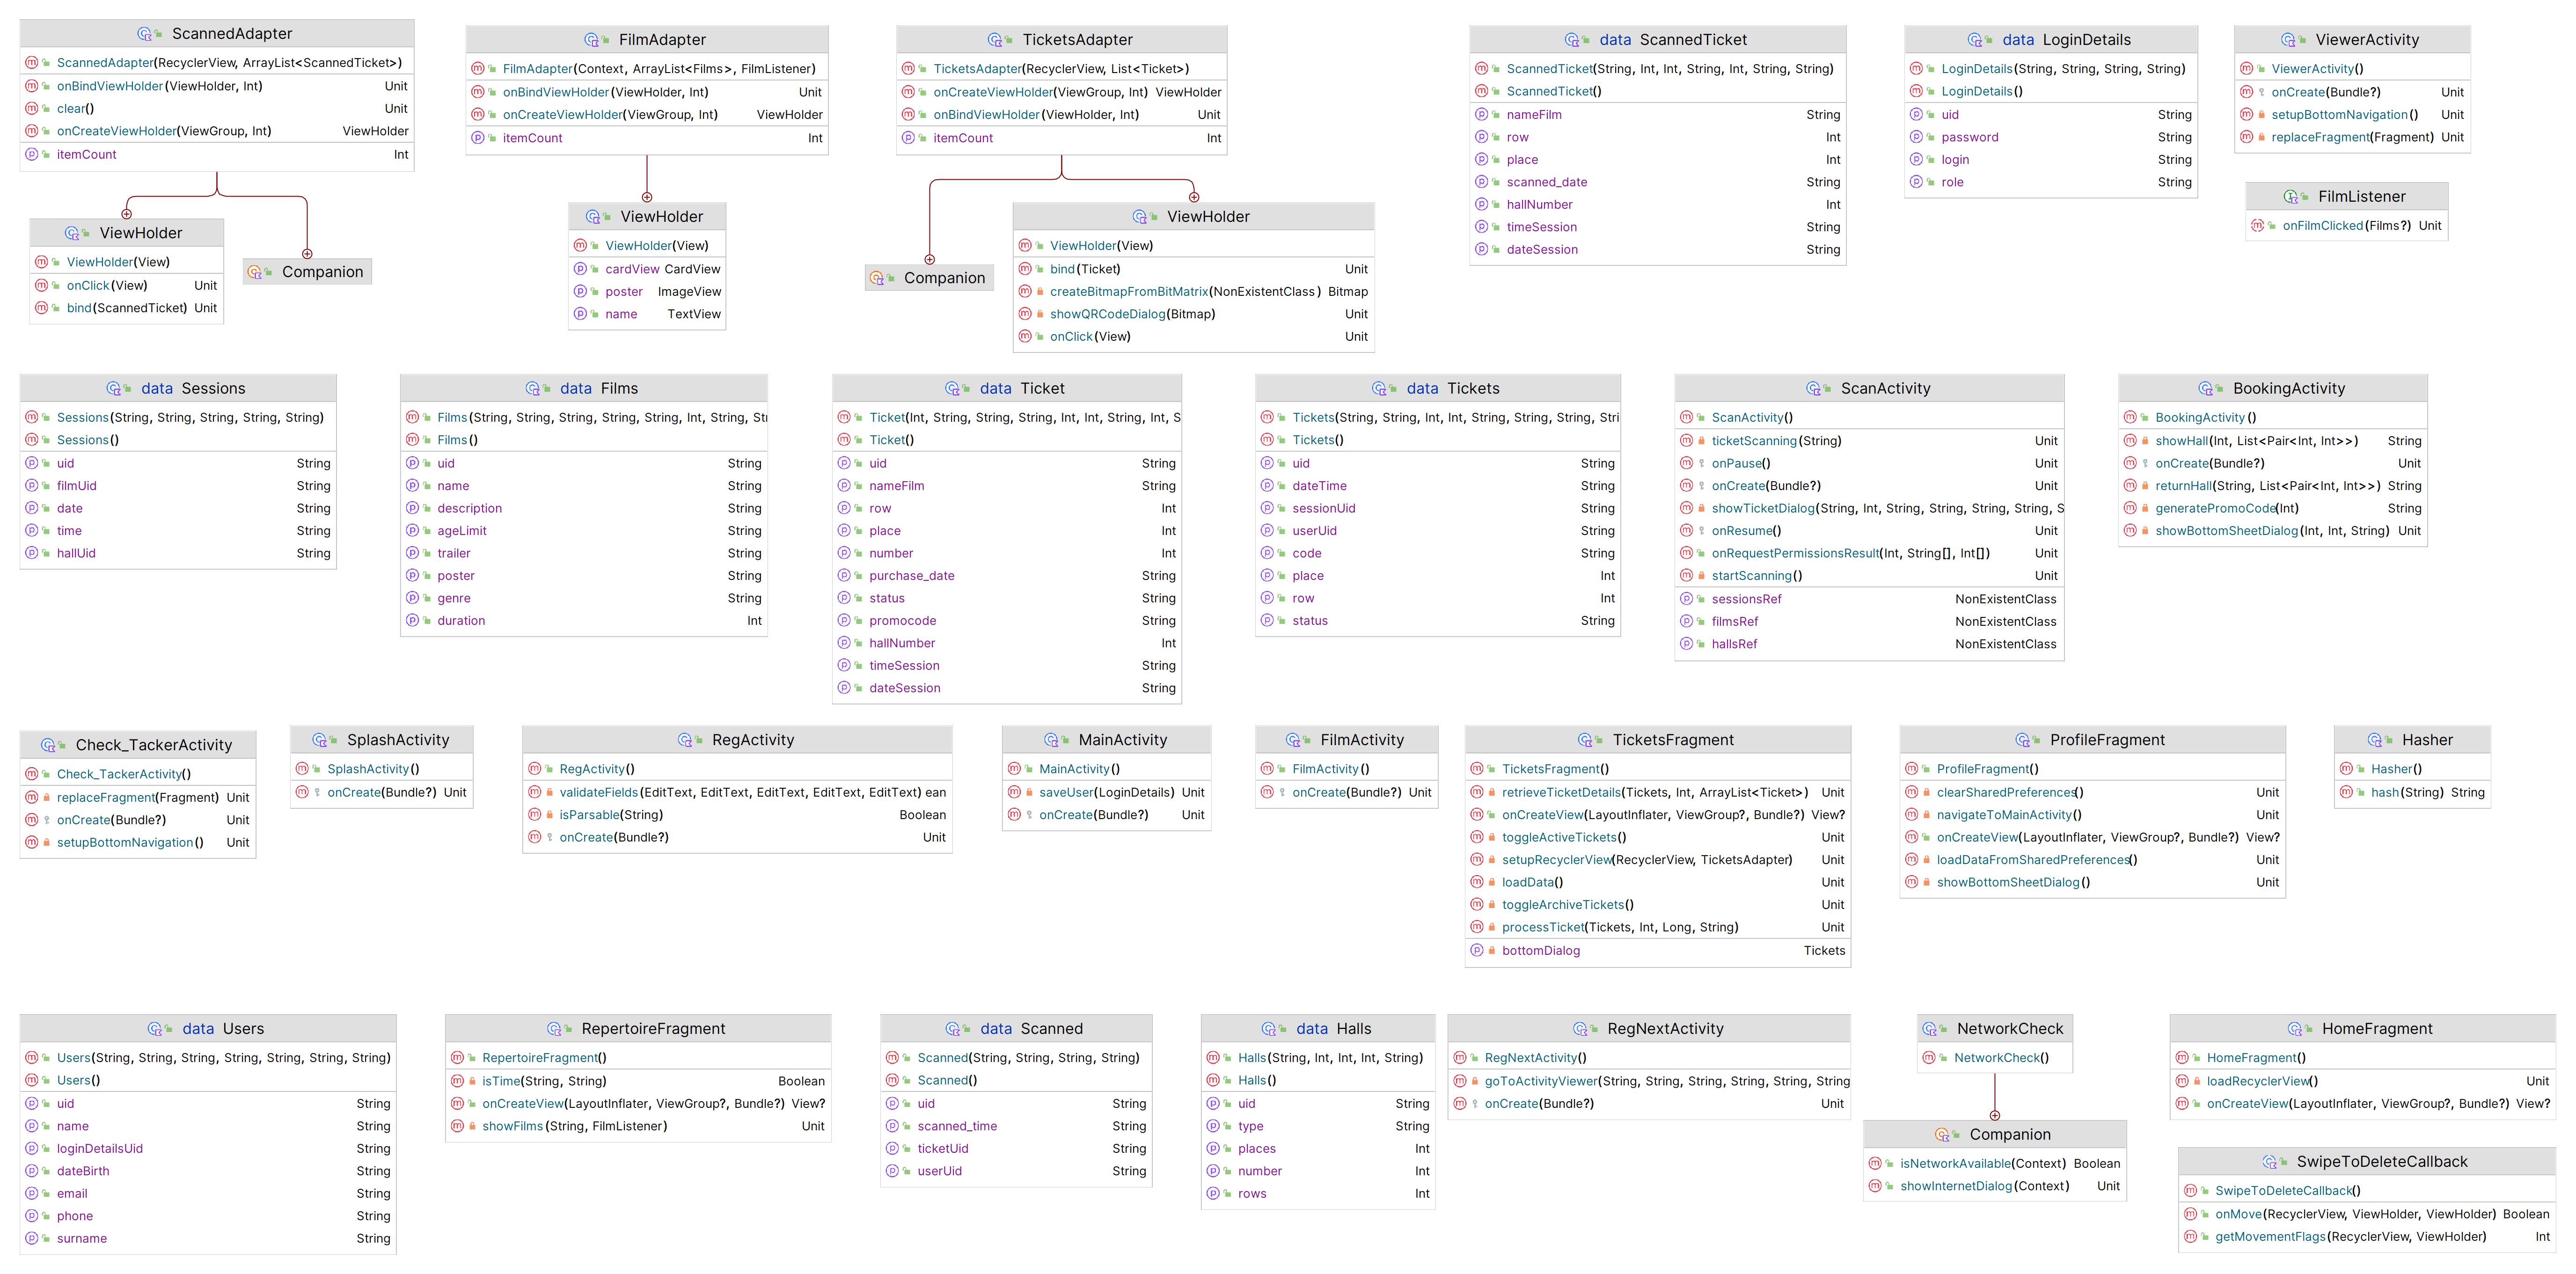 ScannedAdapter
ScannedAdapter(RecyclerView, ArrayList<ScannedTicket>)
onBindViewHolder(ViewHolder, Int) Unit
clear() Unit
onCreateViewHolder(ViewGroup, Int) ViewHolder
itemCount Int
ViewHolder
ViewHolder(View)
onClick(View) Unit
bind(ScannedTicket) Unit
Companion
FilmAdapter
FilmAdapter(Context, ArrayList<Films>, FilmListener)
onBindViewHolder(ViewHolder, Int) Unit
onCreateViewHolder(ViewGroup, Int) ViewHolder
itemCount Int
ViewHolder
ViewHolder(View)
cardView CardView
poster ImageView
name TextView
TicketsAdapter
TicketsAdapter(RecyclerView, List<Ticket>)
onCreateViewHolder(ViewGroup, Int) ViewHolder
onBindViewHolder(ViewHolder, Int) Unit
itemCount Int
Companion
ViewHolder
ViewHolder(View)
bind(Ticket) Unit
createBitmapFromBitMatrix(NonExistentClass) Bitmap
showQRCodeDialog(Bitmap) Unit
onClick(View) Unit
data ScannedTicket
ScannedTicket(String, Int, Int, String, Int, String, String)
ScannedTicket()
nameFilm String
row Int
place Int
scanned_date String
hallNumber Int
timeSession String
dateSession String
data LoginDetails
LoginDetails(String, String, String, String)
LoginDetails()
uid String
password String
login String
role String
ViewerActivity
ViewerActivity()
onCreate(Bundle?) Unit
setupBottomNavigation() Unit
replaceFragment(Fragment) Unit
FilmListener
onFilmClicked(Films?) Unit
data Sessions
Sessions(String, String, String, String, String)
Sessions()
uid String
filmUid String
date String
time String
hallUid String
data Films
Films(String, String, String, String, String, Int, String, Str
Films()
uid String
name String
description String
ageLimit String
trailer String
poster String
genre String
duration Int
data Ticket
Ticket(Int, String, String, String, Int, Int, String, Int, S
Ticket()
uid String
nameFilm String
row Int
place Int
number Int
purchase_date String
status String
promocode String
hallNumber Int
timeSession String
dateSession String
data Tickets
Tickets(String, String, Int, Int, String, String, String, Stri
Tickets()
uid String
dateTime String
sessionUid String
userUid String
code String
place Int
row Int
status String
ScanActivity
ScanActivity()
ticketScanning(String) Unit
onPause() Unit
onCreate(Bundle?) Unit
showTicketDialog(String, Int, String, String, String, String, S
onResume() Unit
onRequestPermissionsResult(Int, String[], Int[]) Unit
startScanning() Unit
sessionsRef NonExistentClass
filmsRef NonExistentClass
hallsRef NonExistentClass
BookingActivity
BookingActivity()
showHall(Int, List<Pair<Int, Int>>) String
onCreate(Bundle?) Unit
returnHall(String, List<Pair<Int, Int>>) String
generatePromoCode(Int) String
showBottomSheetDialog(Int, Int, String) Unit
Check_TackerActivity
Check_TackerActivity()
replaceFragment(Fragment) Unit
onCreate(Bundle?) Unit
setupBottomNavigation() Unit
SplashActivity
SplashActivity()
onCreate(Bundle?) Unit
RegActivity
RegActivity()
validateFields(EditText, EditText, EditText, EditText, EditText) ean
isParsable(String) Boolean
onCreate(Bundle?) Unit
MainActivity
MainActivity()
saveUser(LoginDetails) Unit
onCreate(Bundle?) Unit
FilmActivity
FilmActivity()
onCreate(Bundle?) Unit
TicketsFragment
TicketsFragment()
retrieveTicketDetails(Tickets, Int, ArrayList<Ticket>) Unit
onCreateView(LayoutInflater, ViewGroup?, Bundle?) View?
toggleActiveTickets() Unit
setupRecyclerView(RecyclerView, TicketsAdapter) Unit
loadData() Unit
toggleArchiveTickets() Unit
processTicket(Tickets, Int, Long, String) Unit
bottomDialog Tickets
ProfileFragment
ProfileFragment()
clearSharedPreferences() Unit
navigateToMainActivity() Unit
onCreateView(LayoutInflater, ViewGroup?, Bundle?) View?
loadDataFromSharedPreferences() Unit
showBottomSheetDialog() Unit
Hasher
Hasher()
hash(String) String
data Users
Users(String, String, String, String, String, String, String)
Users()
uid String
name String
loginDetailsUid String
dateBirth String
email String
phone String
surname String
RepertoireFragment
RepertoireFragment()
isTime(String, String) Boolean
onCreateView(LayoutInflater, ViewGroup?, Bundle?) View?
showFilms(String, FilmListener) Unit
data Scanned
Scanned(String, String, String, String)
Scanned()
uid String
scanned_time String
ticketUid String
userUid String
data Halls
Halls(String, Int, Int, Int, String)
Halls()
uid String
type String
places Int
number Int
rows Int
RegNextActivity
RegNextActivity()
goToActivityViewer(String, String, String, String, String, String
onCreate(Bundle?) Unit
NetworkCheck
NetworkCheck()
Companion
isNetworkAvailable(Context) Boolean
showInternetDialog(Context) Unit
HomeFragment
HomeFragment()
loadRecyclerView() Unit
onCreateView(LayoutInflater, ViewGroup?, Bundle?) View?
SwipeToDeleteCallback
SwipeToDeleteCallback()
onMove(RecyclerView, ViewHolder, ViewHolder) Boolean
getMovementFlags(RecyclerView, ViewHolder) Int